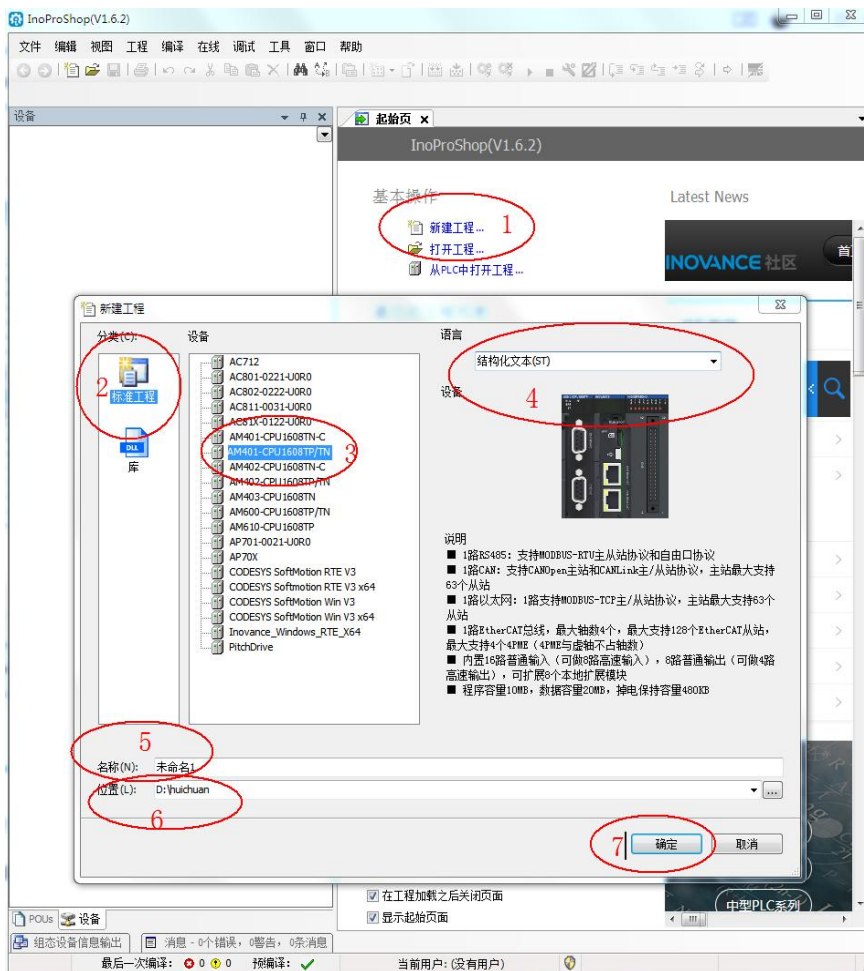 InoProShop(V1.6.2)
文件 编辑 视图 工程 编译 在线 调试 工具 窗口 帮助
设备
起始页
InoProShop(V1.6.2)
基本操作
Latest News
新建工程...
1
打开工程...
从PLC中打开工程...
INOVANCE 社区
首
新建工程
分类(C):
设备
语言
标准工程
2
库
AC712
AC801-0221-U0R0
AC802-0222-U0R0
AC811-0031-U0R0
AC81X-0122-U0R0
AM401-CPU1608TN-C
AM401-CPU1608TP/TN
3
AM402-CPU1608TN-C
AM402-CPU1608TP/TN
AM403-CPU1608TN
AM600-CPU1608TP/TN
AM610-CPU1608TP
AP701-0021-U0R0
AP70X
CODESYS SoftMotion RTE V3
CODESYS SoftMotion RTE V3 x64
CODESYS SoftMotion Win V3
CODESYS SoftMotion Win V3 x64
Inovance_Windows_RTE_X64
PitchDrive
结构化文本(ST)
4
设备
说明
■ 1路RS485: 支持MODBUS-RTU主从站协议和自由口协议
■ 1路CAN: 支持CANOpen主站和CANLink主/从站协议，主站最大支持
63个从站
■ 1路以太网: 1路支持MODBUS-TCP主/从站协议，主站最大支持63个
从站
■ 1路EtherCAT总线，最大轴数4个，最大支持128个EtherCAT从站，
最大支持4个4PME（4PME与虚轴不占轴数）
■ 内置16路普通输入（可做8路高速输入），8路普通输出（可做4路
高速输出），可扩展8个本地扩展模块
■ 程序容量10MB，数据容量20MB，掉电保持容量480KB
5
名称(N): 未命名1
位置(L): D:\huichuan
6
7
确定
取消
在工程加载之后关闭页面
显示起始页面
中型PLC系列
POUs
设备
组态设备信息输出
消息 - 0个错误，0警告，0条消息
最后一次编译: 0 0 预编译:
当前用户: (没有用户)